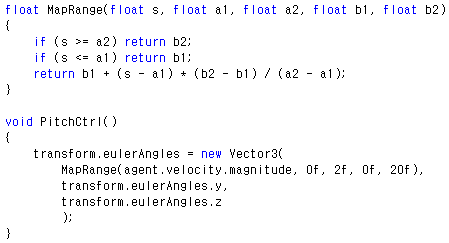 float MapRange(float s, float a1, float a2, float b1, float b2)
{
    if (s >= a2) return b2;
    if (s <= a1) return b1;
    return b1 + (s - a1) * (b2 - b1) / (a2 - a1);
}

void PitchCtrl()
{
    transform.eulerAngles = new Vector3(
        MapRange(agent.velocity.magnitude, 0f, 2f, 0f, 20f),
        transform.eulerAngles.y,
        transform.eulerAngles.z
        );
}